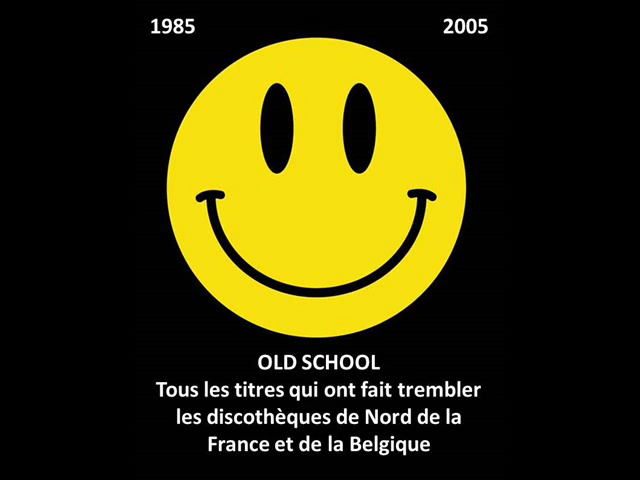 1985 2005
OLD SCHOOL
Tous les titres qui ont fait trembler
les discothèques de Nord de la
France et de la Belgique